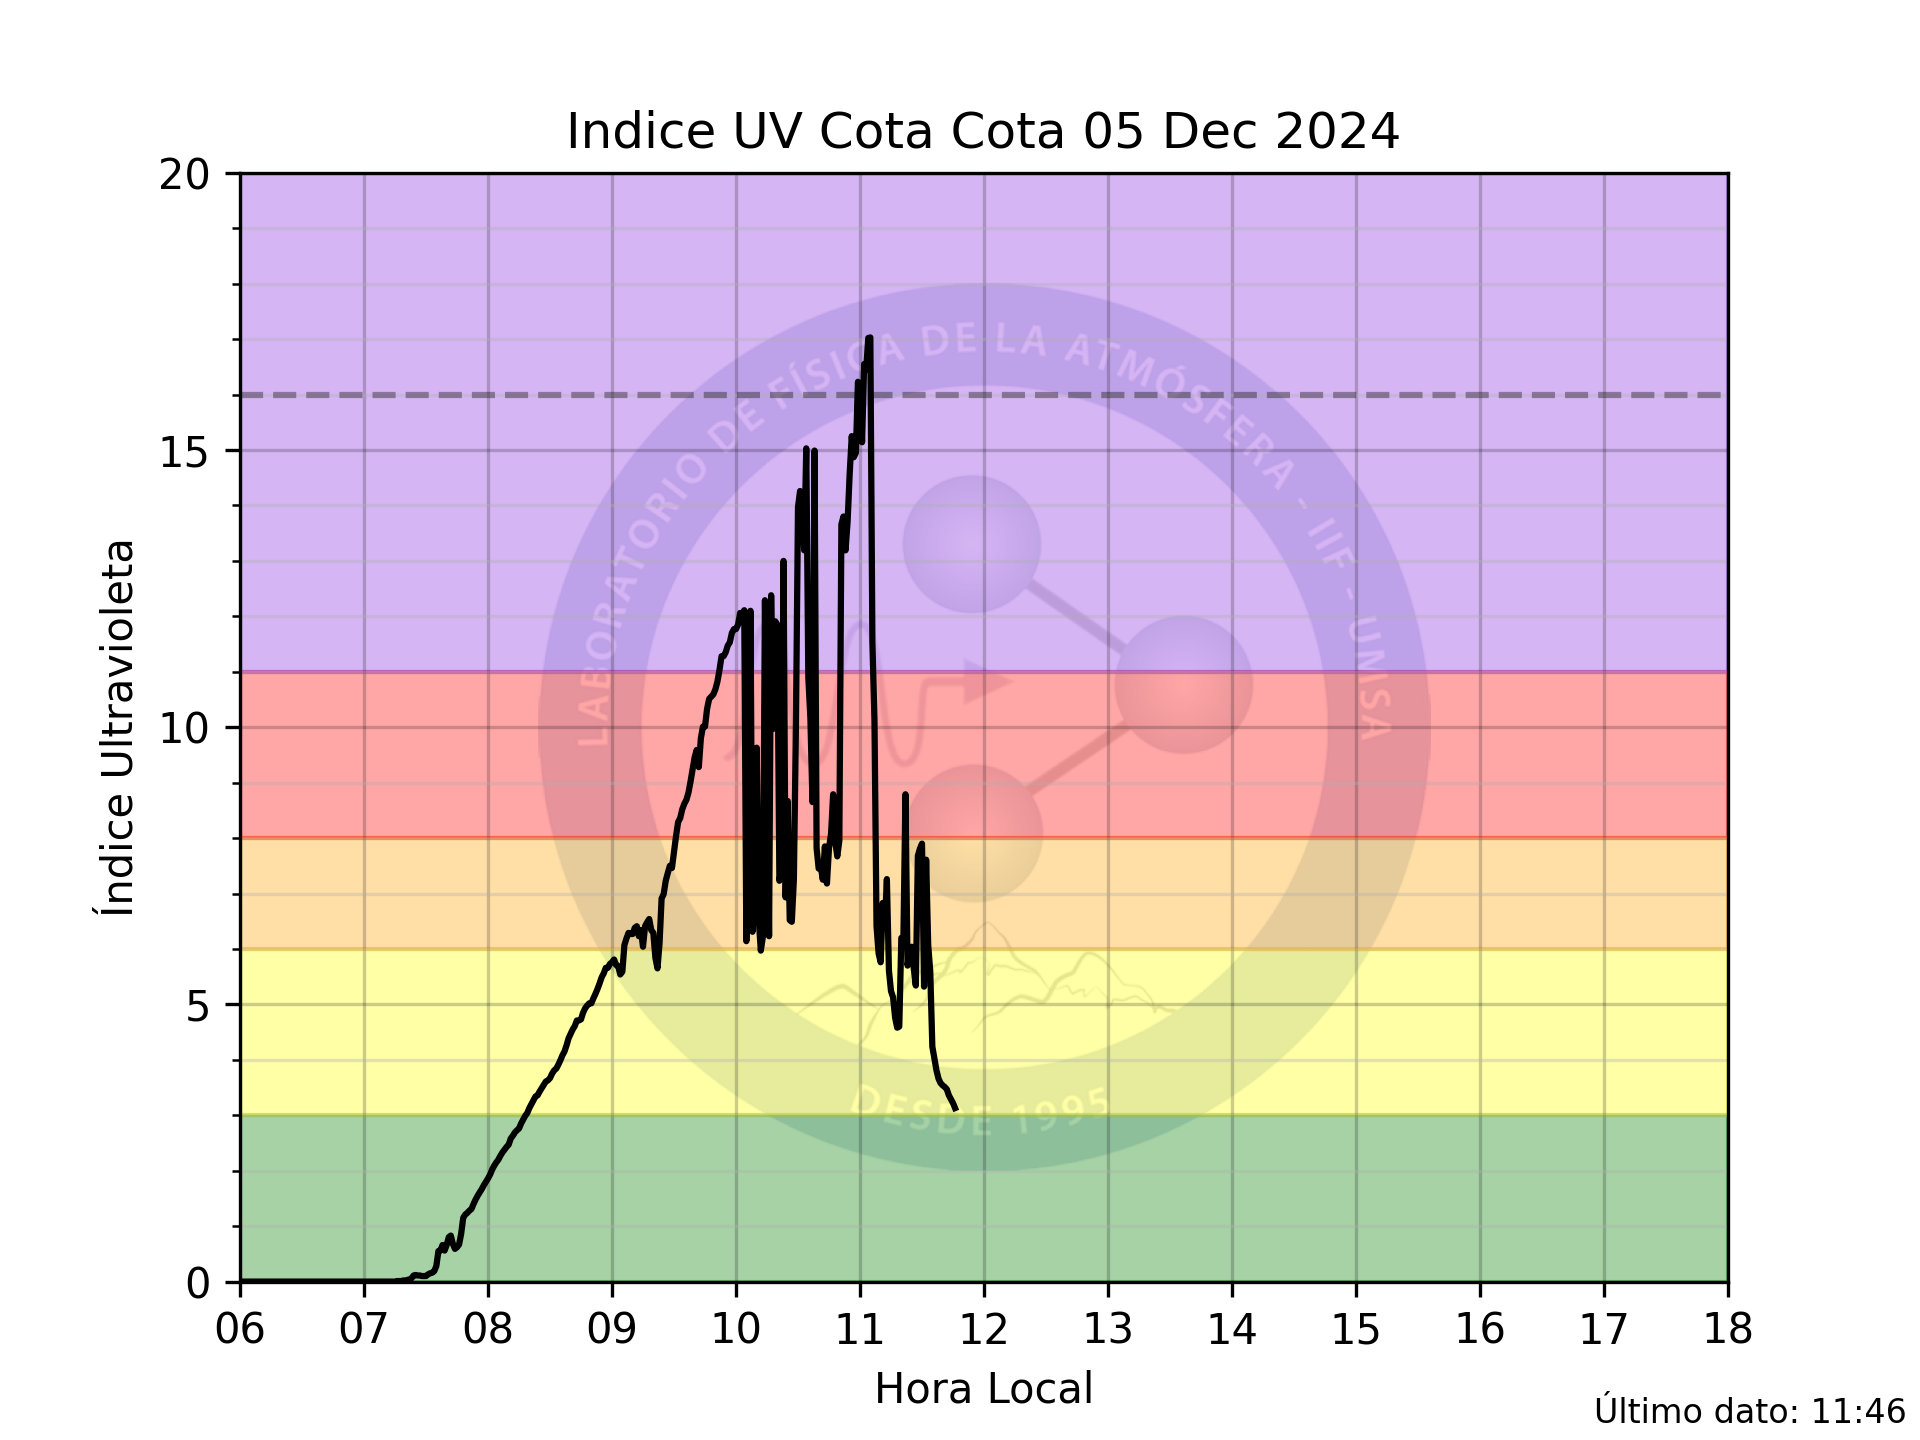 Indice UV Cota Cota 05 Dec 2024
20
15
10
5
0
Índice Ultravioleta
LABORATORIO DE FÍSICA DE LA ATMÓSFERA - IIF - UMSA
DESDE 1995
06 07 08 09 10 11 12 13 14 15 16 17 18
Hora Local
Último dato: 11:46